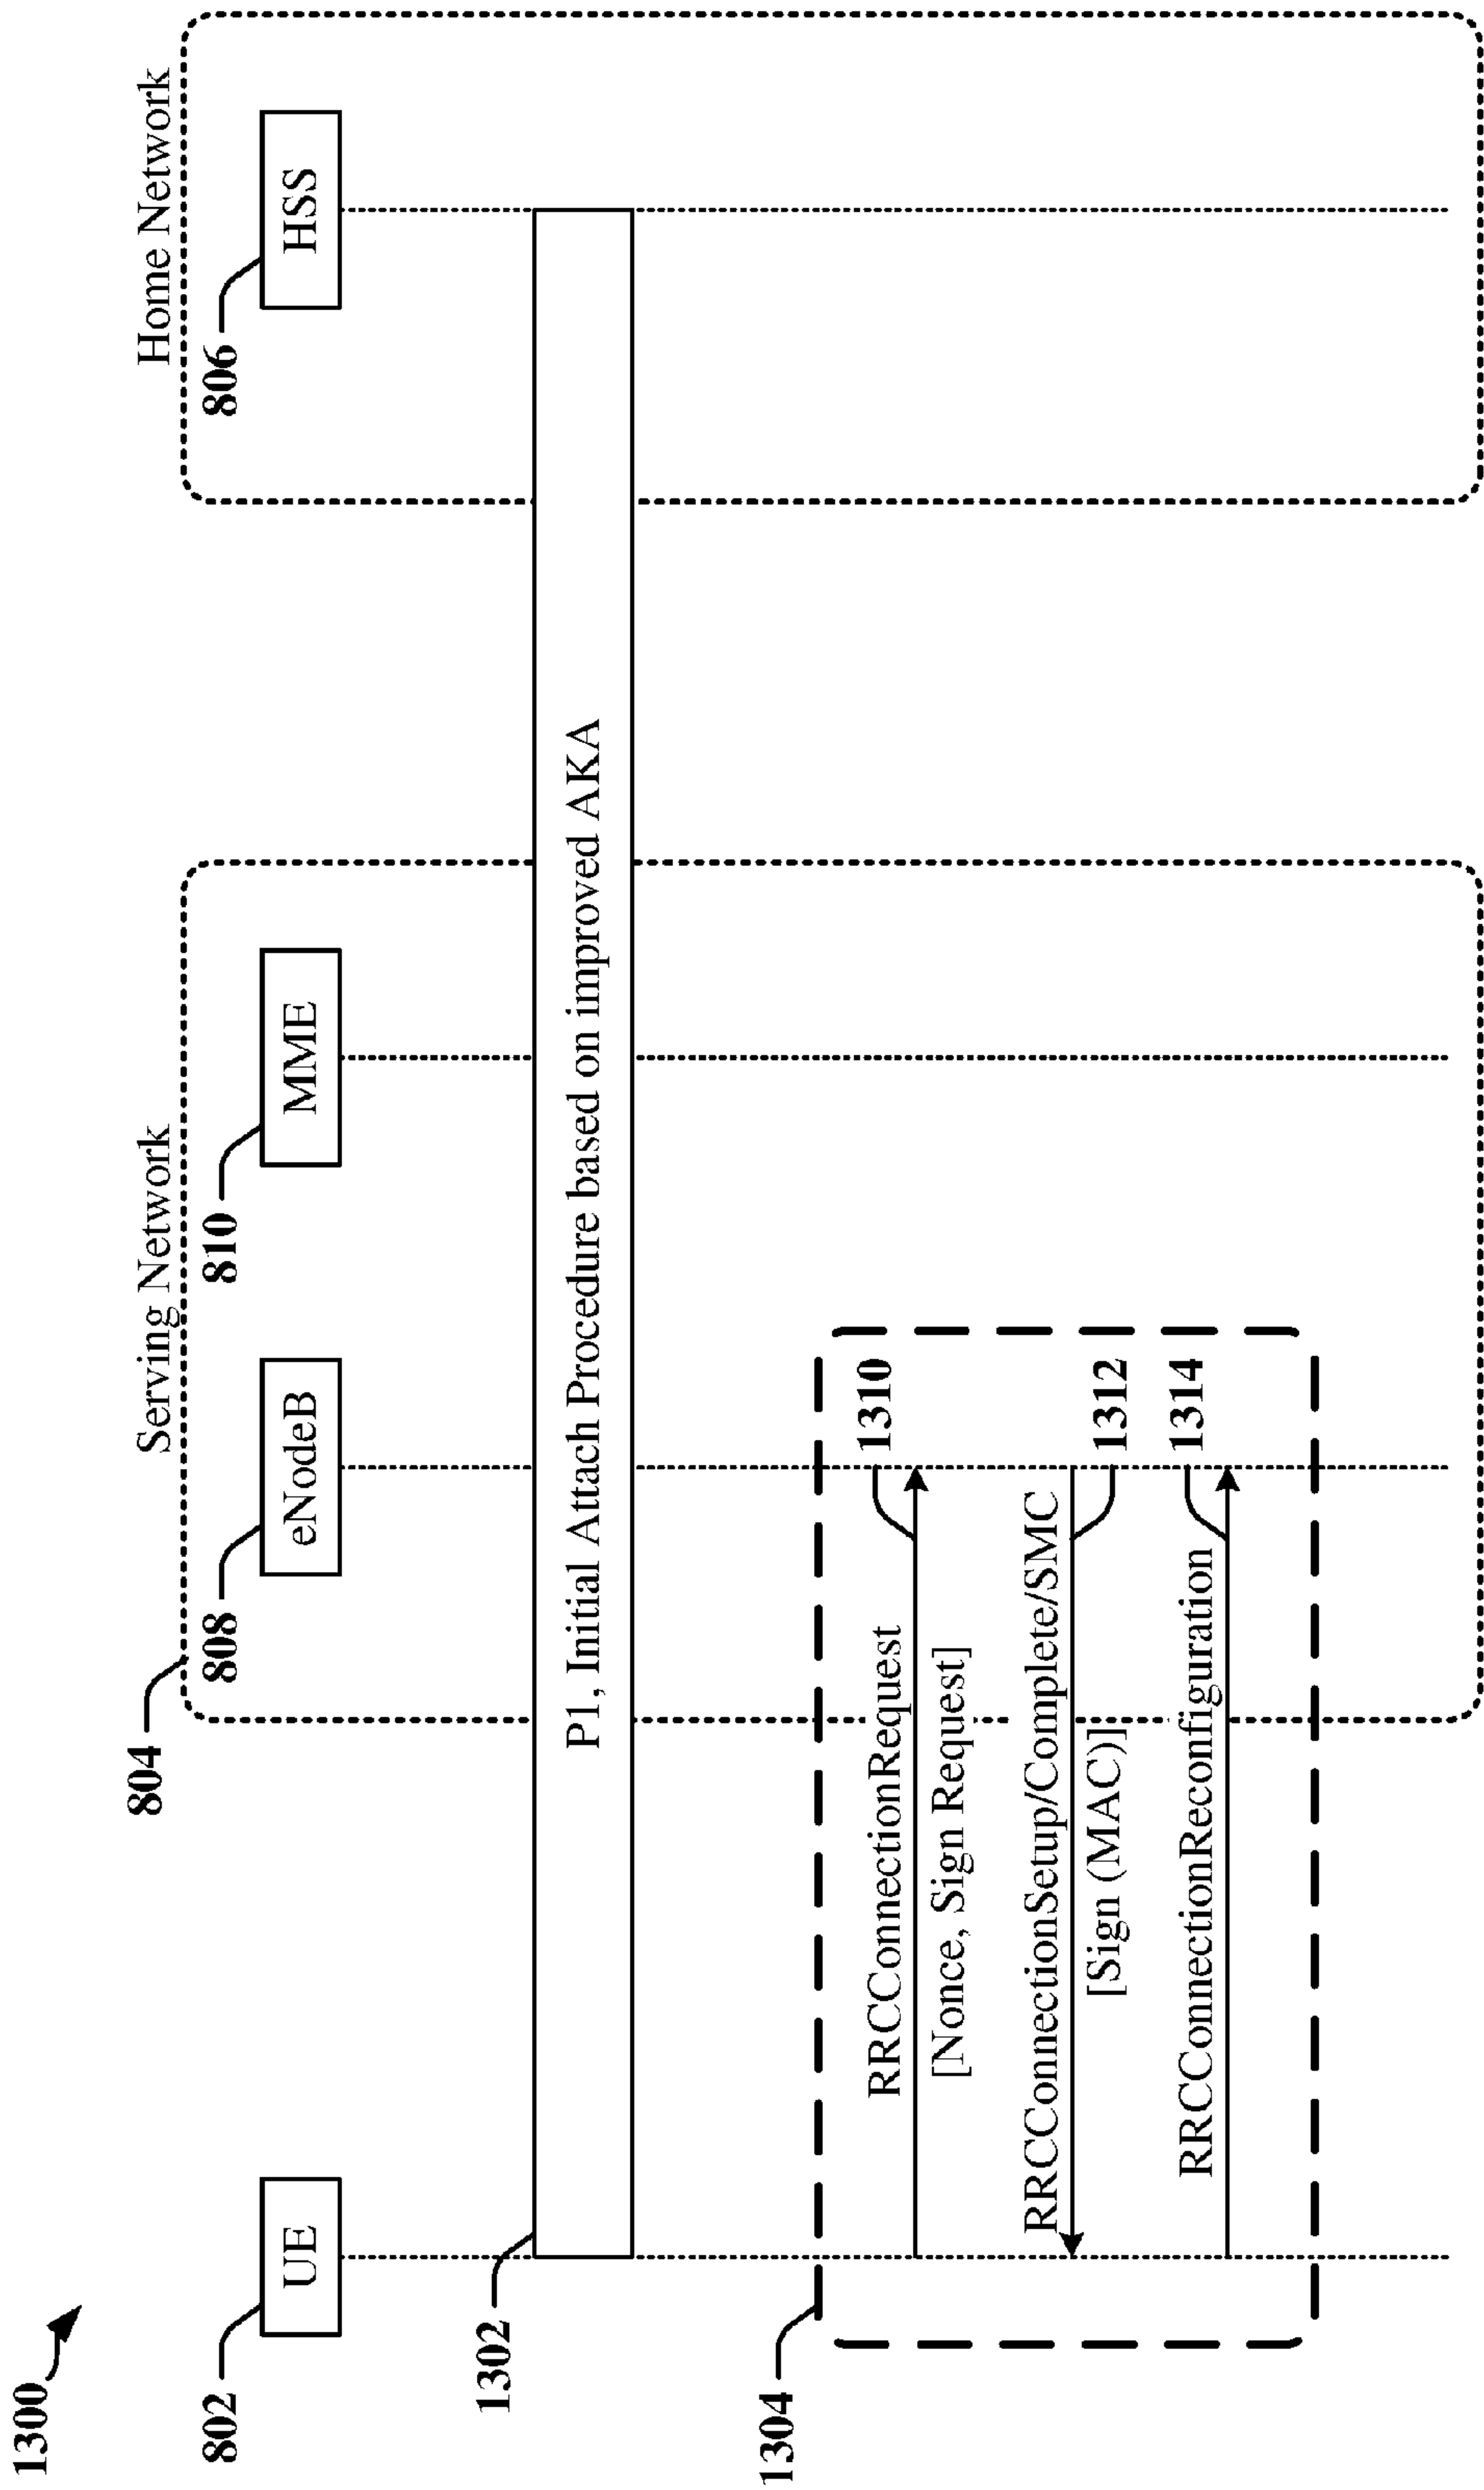 1300
Serving Network
Home Network
804
802
808
810
806
UE
eNodeB
MME
HSS
1302
P1, Initial Attach Procedure based on improved AKA
1304
RRCConnectionRequest
1310
[Nonce, Sign Request]
RRCConnectionSetup/Complete/SMC
[Sign (MAC)]
1312
RRCConnectionReconfiguration
1314